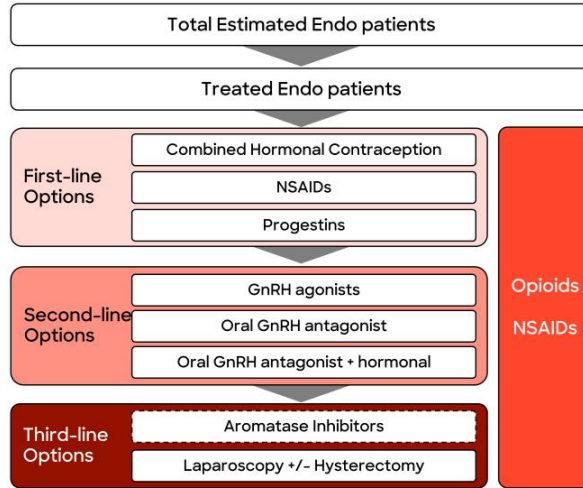 Total Estimated Endo patients
Treated Endo patients
First-line
Options
Combined Hormonal Contraception
NSAIDs
Progestins
Second-line
Options
GnRH agonists
Oral GnRH antagonist
Oral GnRH antagonist + hormonal
Third-line
Options
Aromatase Inhibitors
Laparoscopy +/- Hysterectomy
Opioids
NSAIDs